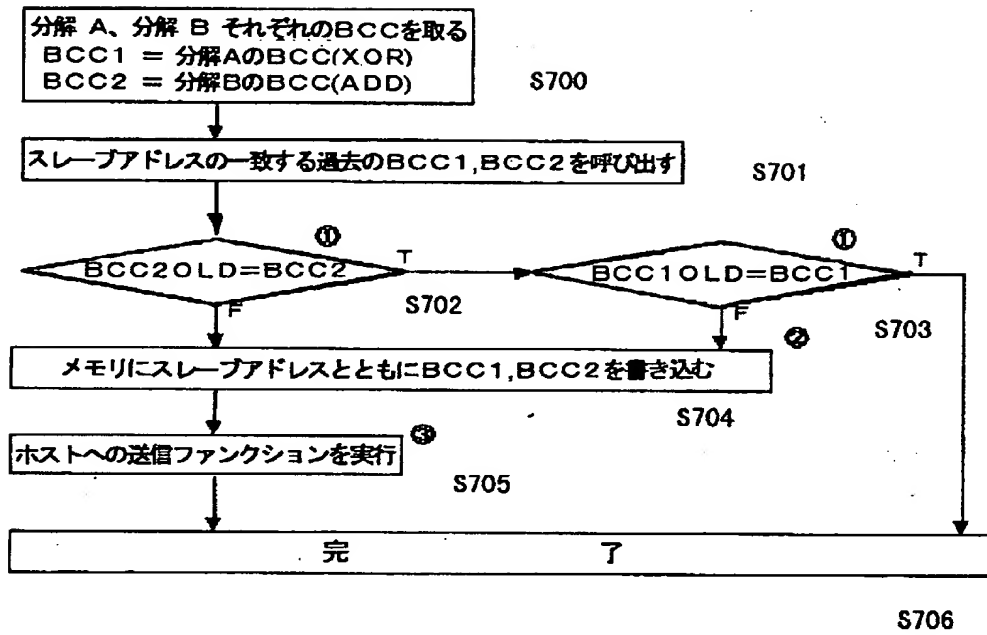 分解 A、分解 B それぞれのBCCを取る
BCC1 = 分解AのBCC(XOR)
BCC2 = 分解BのBCC(ADD)
S700
スレーブアドレスの一致する過去のBCC1,BCC2を呼び出す
S701
①
BCC2OLD=BCC2
T
F
S702
①
BCC1OLD=BCC1
T
F
S703
②
メモリにスレーブアドレスとともにBCC1,BCC2を書き込む
S704
③
ホストへの送信ファンクションを実行
S705
完 了
S706